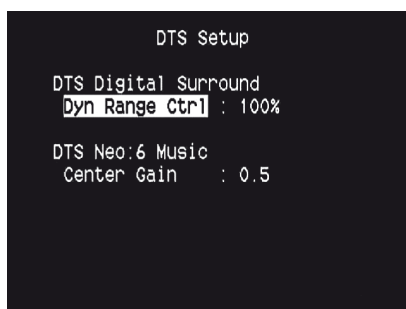 DTS Setup
DTS Digital Surround
Dyn Range Ctrl : 100%
DTS Neo:6 Music
Center Gain : 0.5